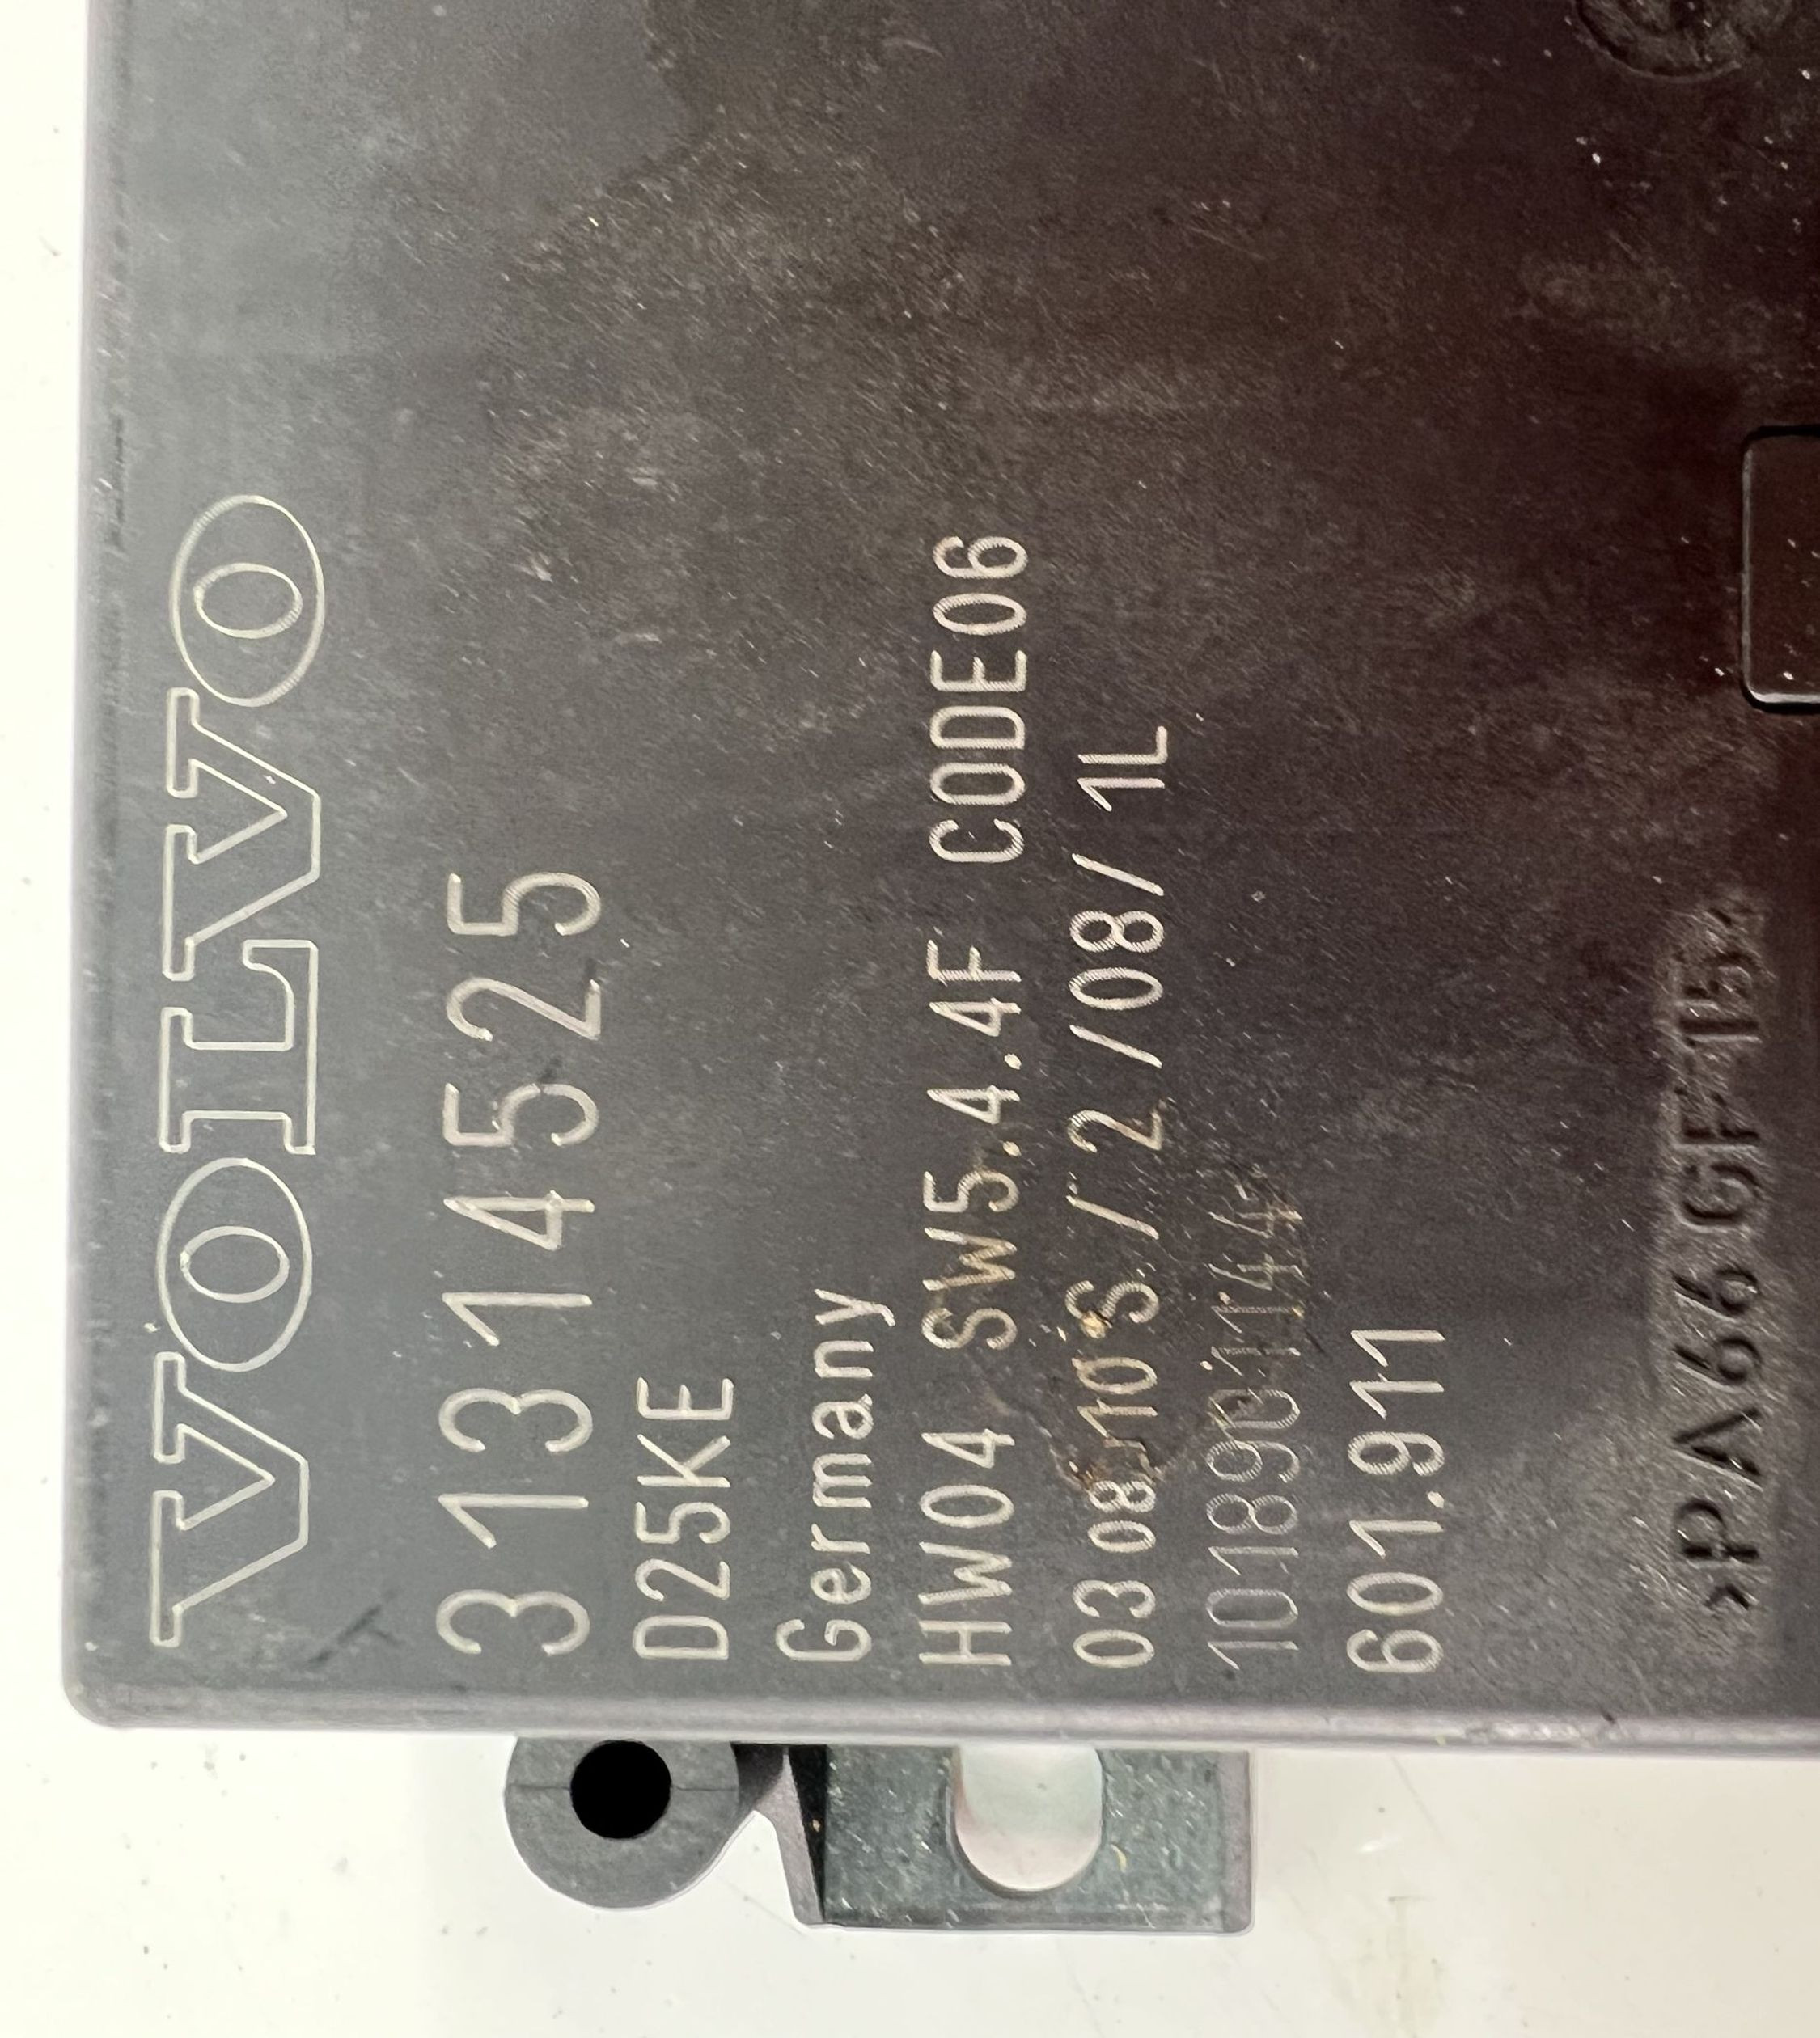 VOLVO
31314525
D25KE
Germany
HW04 SW5.4.4F CODE06
03 08.10 S / 2 /08/ 1L
1018901144
601.911
>PA66 GF15<